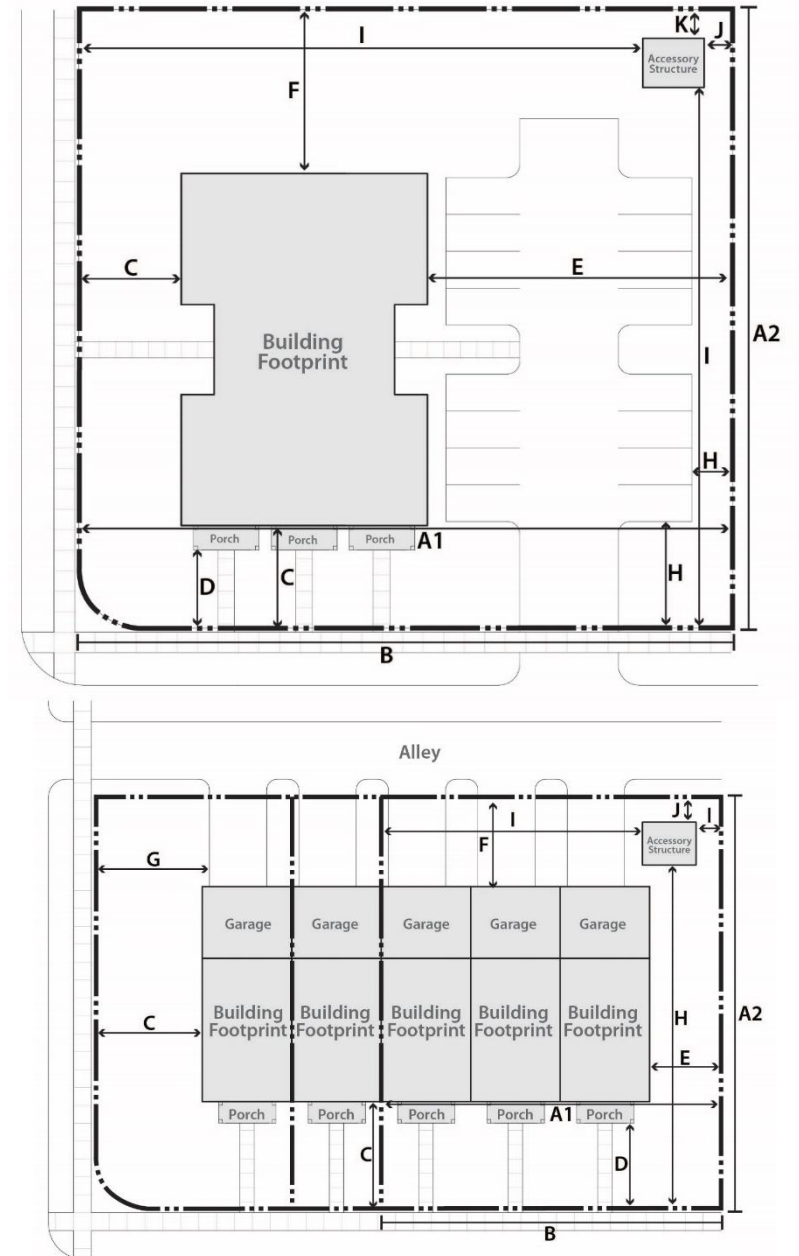 K
J
I
Accessory
Structure
F
C
E
A2
Building
Footprint
I
H
Porch
Porch
Porch
A1
D
C
H
B
Alley
J
I
I
F
Accessory
Structure
G
Garage
Garage
Garage
Garage
Garage
Building
Footprint
Building
Footprint
Building
Footprint
Building
Footprint
Building
Footprint
C
H
A2
E
Porch
Porch
Porch
Porch
Porch
A1
C
D
B